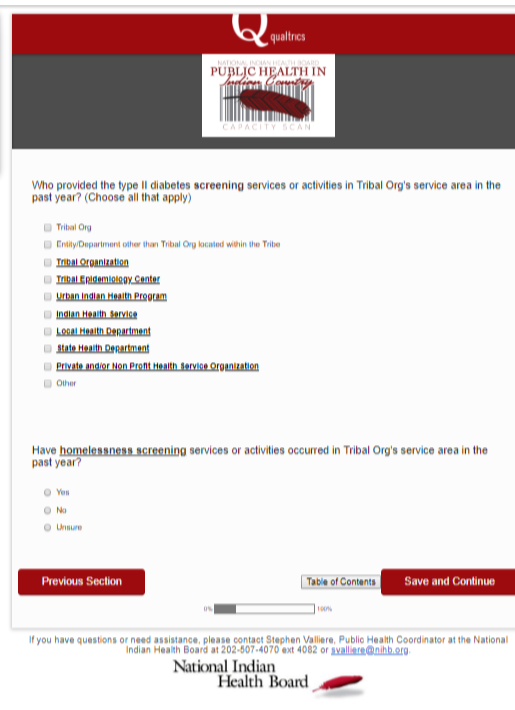 qualtrics
NATIONAL INDIAN HEALTH BOARD
PUBLIC HEALTH IN
Indian Country
CAPACITY SCAN
Who provided the type II diabetes screening services or activities in Tribal Org's service area in the
past year? (Choose all that apply)
Tribal Org
Entity/Department other than Tribal Org located within the Tribe
Tribal Organization
Tribal Epidemiology Center
Urban Indian Health Program
Indian Health Service
Local Health Department
State Health Department
Private and/or Non Profit Health Service Organization
Other
Have homelessness screening services or activities occurred in Tribal Org's service area in the
past year?
Yes
No
Unsure
Previous Section
Table of Contents
Save and Continue
0%
100%
If you have questions or need assistance, please contact Stephen Valliere, Public Health Coordinator at the National
Indian Health Board at 202-507-4070 ext 4082 or svalliere@nihb.org.
National Indian
Health Board